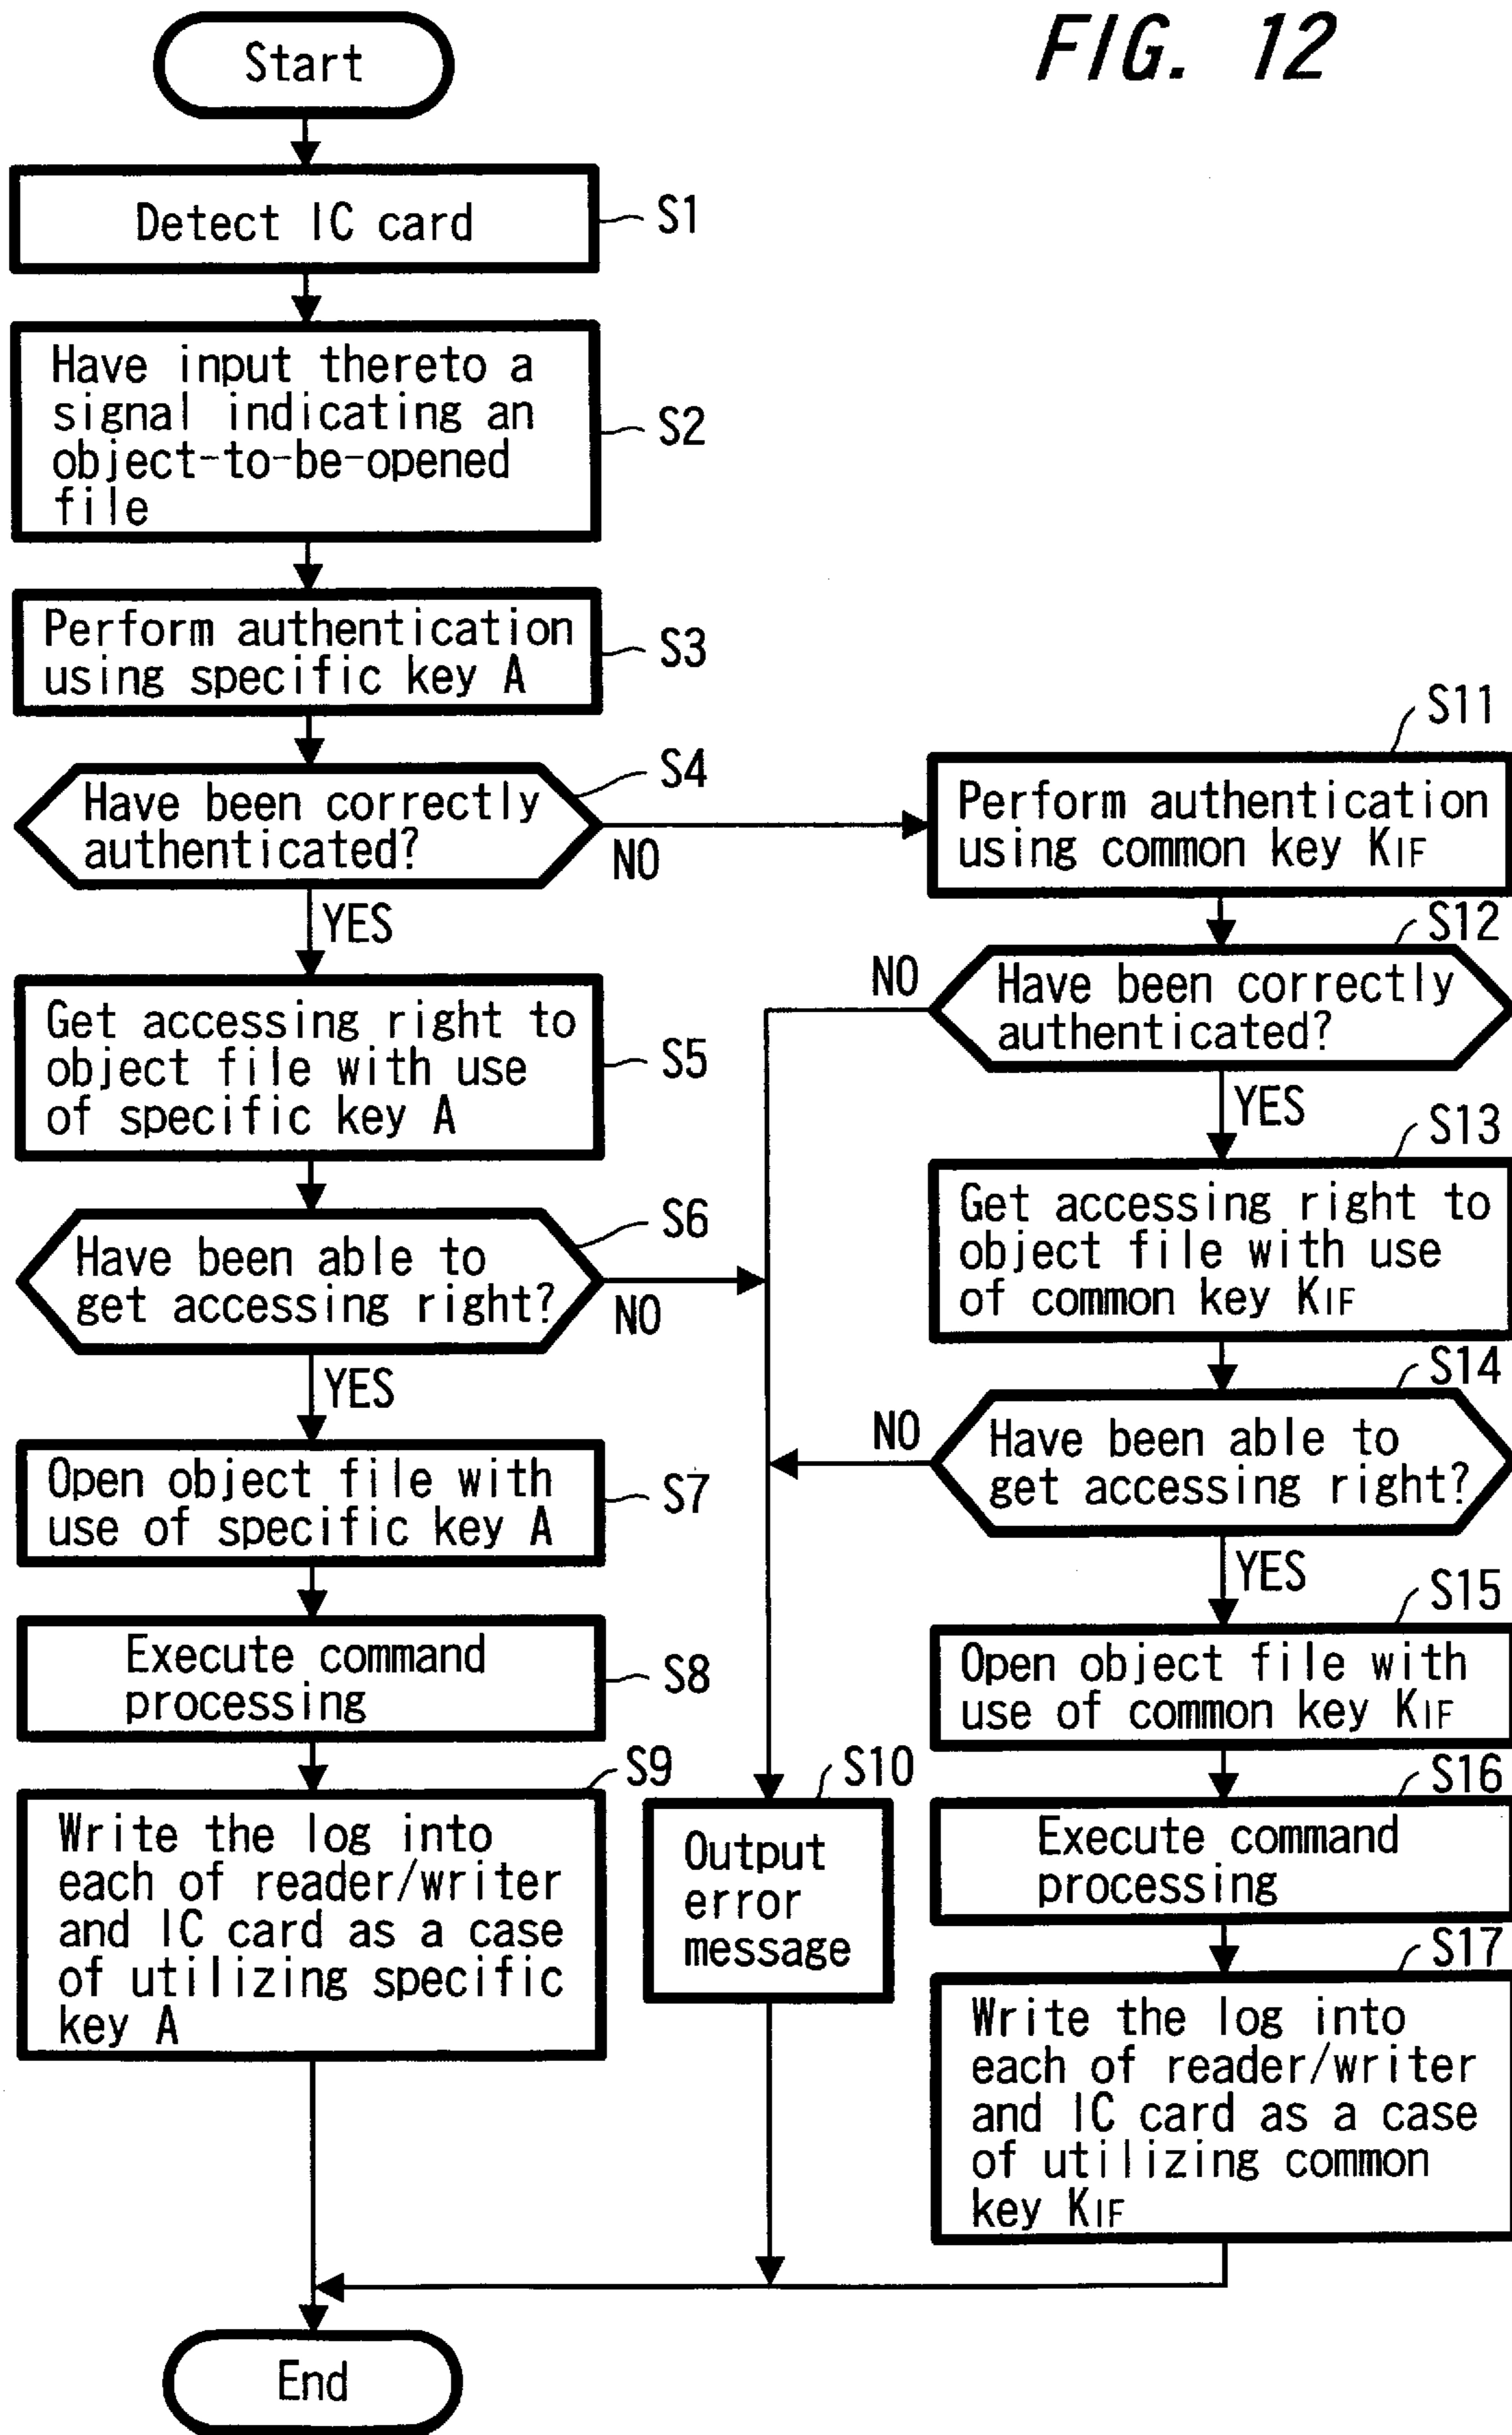 FIG. 12
Start
Detect IC card
S1
Have input thereto a
signal indicating an
object-to-be-opened
file
S2
Perform authentication
using specific key A
S3
Have been correctly
authenticated?
S4
NO
YES
Get accessing right to
object file with use
of specific key A
S5
Have been able to
get accessing right?
S6
NO
YES
Open object file with
use of specific key A
S7
Execute command
processing
S8
Write the log into
each of reader/writer
and IC card as a case
of utilizing specific
key A
S9
Output
error
message
S10
Perform authentication
using common key KIF
S11
Have been correctly
authenticated?
S12
NO
YES
Get accessing right to
object file with use
of common key KIF
S13
Have been able to
get accessing right?
S14
NO
YES
Open object file with
use of common key KIF
S15
Execute command
processing
S16
Write the log into
each of reader/writer
and IC card as a case
of utilizing common
key KIF
S17
End